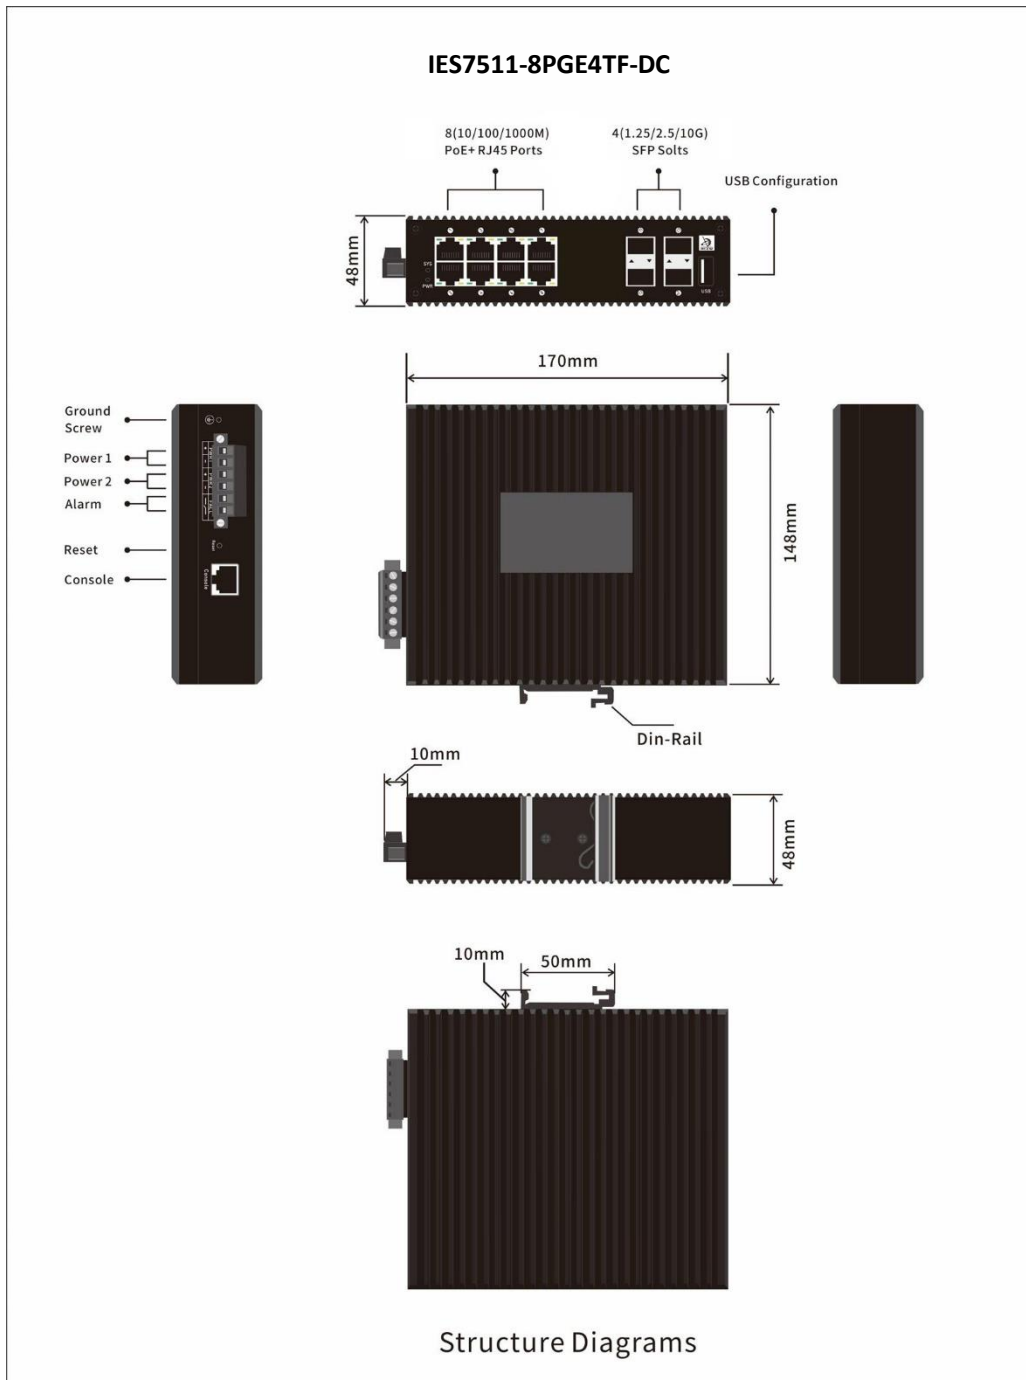 IES7511-8PGE4TF-DC
8(10/100/1000M)
PoE+ RJ45 Ports
4(1.25/2.5/10G)
SFP Solts
USB Configuration
48mm
SYS
PWR
USB
170mm
Ground
Screw
Power 1
Power 2
Alarm
Reset
Console
Reset
Console
148mm
Din-Rail
10mm
48mm
10mm
50mm
Structure Diagrams